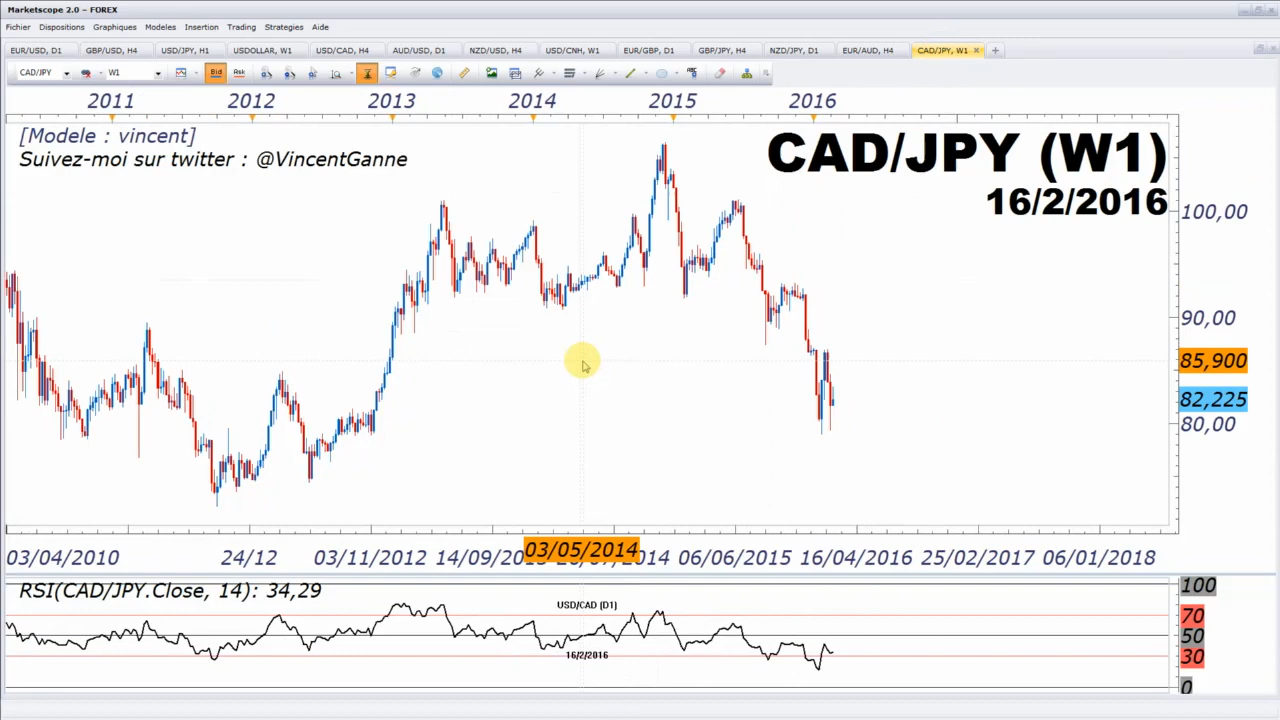 Marketscope 2.0 – FOREX
Fichier Dispositions Graphiques Modeles Insertion Trading Strategies Aide
EUR/USD, D1 GBP/USD, H4 USD/JPY, H1 USDOLLAR, W1 USD/CAD, H4 AUD/USD, D1 NZD/USD, H4 USD/CNH, W1 EUR/GBP, D1 GBP/JPY, H4 NZD/JPY, D1 EUR/AUD, H4 CAD/JPY, W1
CAD/JPY W1 Bid Ask ABC
2011 2012 2013 2014 2015 2016
[Modele : vincent]
Suivez-moi sur twitter : @VincentGanne
CAD/JPY (W1)
16/2/2016
100,00
90,00
85,900
82,225
80,00
03/04/2010 24/12 03/11/2012 03/05/2014 06/06/2015 16/04/2016 25/02/2017 06/01/2018
RSI(CAD/JPY.Close, 14): 34,29
USD/CAD (D1)
16/2/2016
100
70
50
30
0